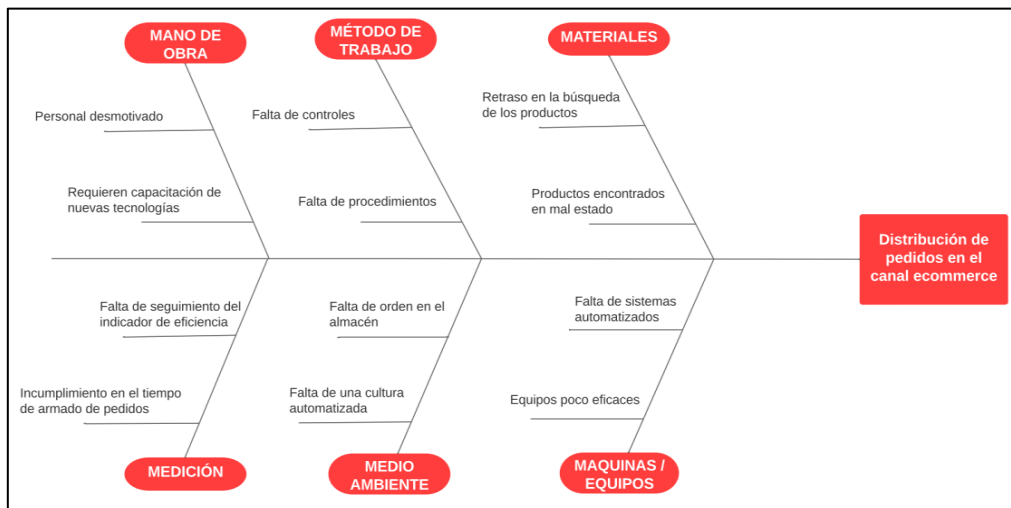 MANO DE
OBRA
MÉTODO DE
TRABAJO
MATERIALES
Personal desmotivado
Falta de controles
Retraso en la búsqueda
de los productos
Requieren capacitación de
nuevas tecnologías
Falta de procedimientos
Productos encontrados
en mal estado
Distribución de
pedidos en el
canal ecommerce
Falta de seguimiento del
indicador de eficiencia
Falta de orden en el
almacén
Falta de sistemas
automatizados
Incumplimiento en el tiempo
de armado de pedidos
Falta de una cultura
automatizada
Equipos poco eficaces
MEDICIÓN
MEDIO
AMBIENTE
MAQUINAS /
EQUIPOS